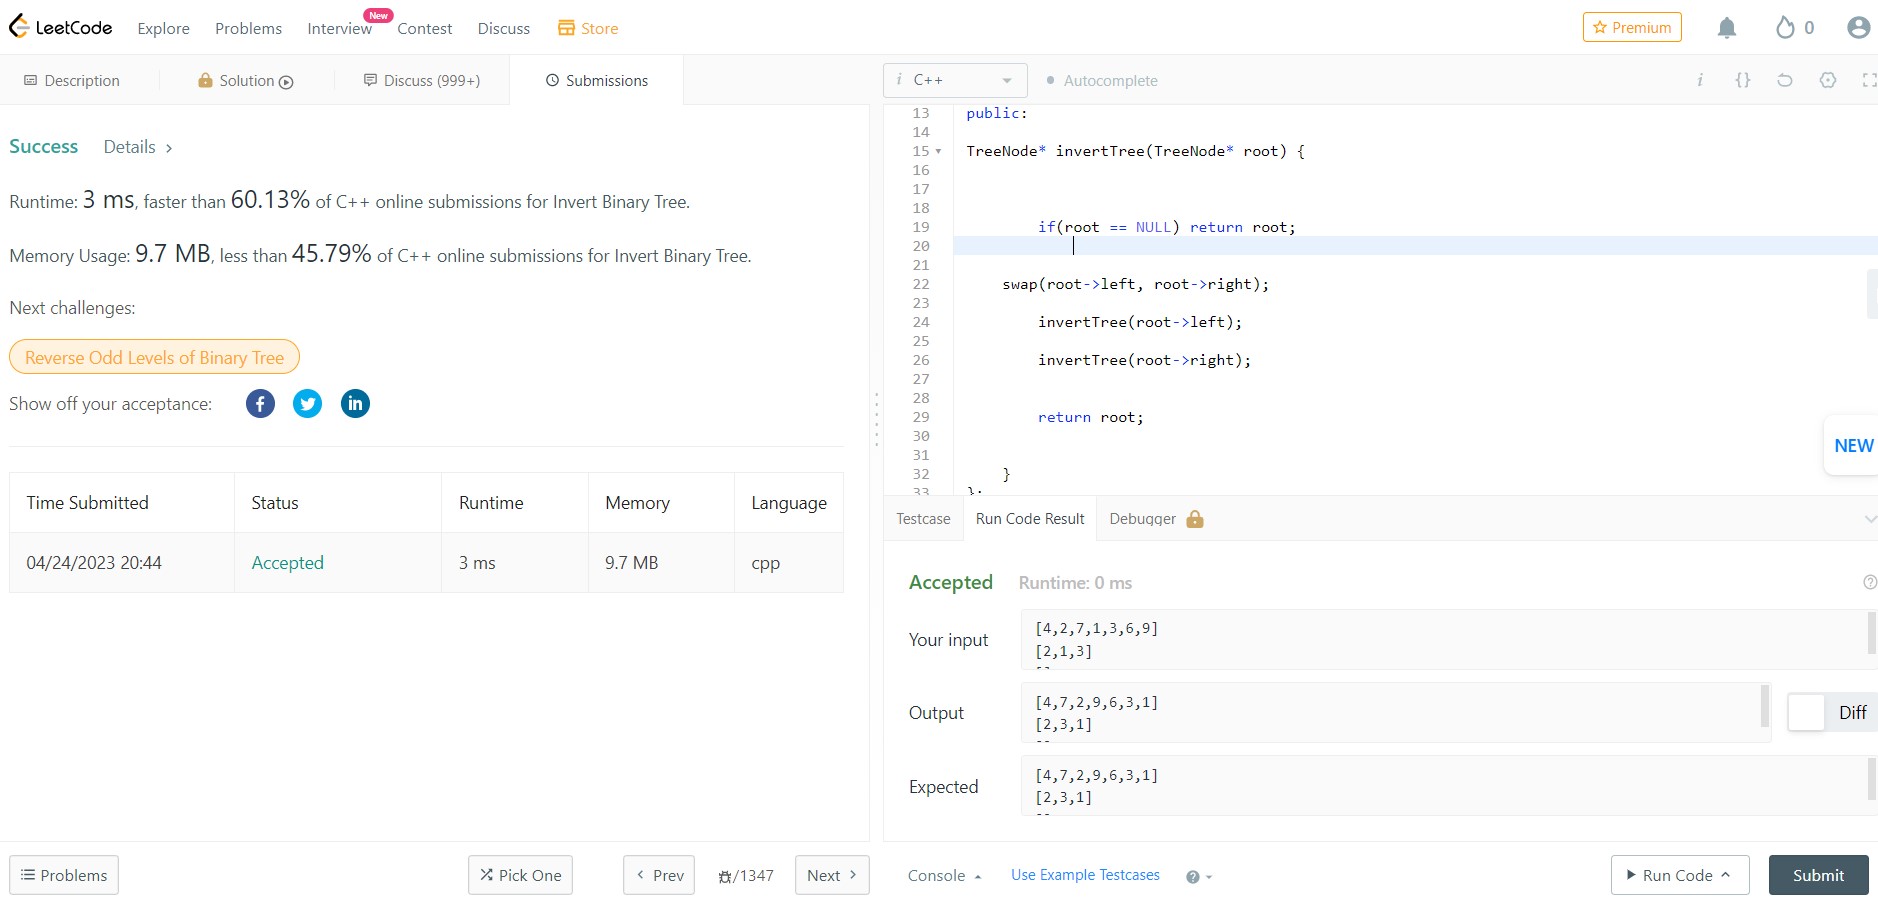 LeetCode Explore Problems Interview New Contest Discuss Store Premium 0
Description Solution Discuss (999+) Submissions
Success Details >
Runtime: 3 ms, faster than 60.13% of C++ online submissions for Invert Binary Tree.
Memory Usage: 9.7 MB, less than 45.79% of C++ online submissions for Invert Binary Tree.
Next challenges:
Reverse Odd Levels of Binary Tree
Show off your acceptance:
Time Submitted Status Runtime Memory Language
04/24/2023 20:44 Accepted 3 ms 9.7 MB cpp
i C++ Autocomplete i {}
13 public:
14
15 TreeNode* invertTree(TreeNode* root) {
16
17
18
19 if(root == NULL) return root;
20
21
22 swap(root->left, root->right);
23
24 invertTree(root->left);
25
26 invertTree(root->right);
27
28
29 return root;
30
31
32 }
33 };
NEW
Testcase Run Code Result Debugger
Accepted Runtime: 0 ms
Your input
[4,2,7,1,3,6,9]
[2,1,3]
Output
[4,7,2,9,6,3,1]
[2,3,1]
Diff
Expected
[4,7,2,9,6,3,1]
[2,3,1]
Problems Pick One < Prev /1347 Next > Console Use Example Testcases ? Run Code Submit